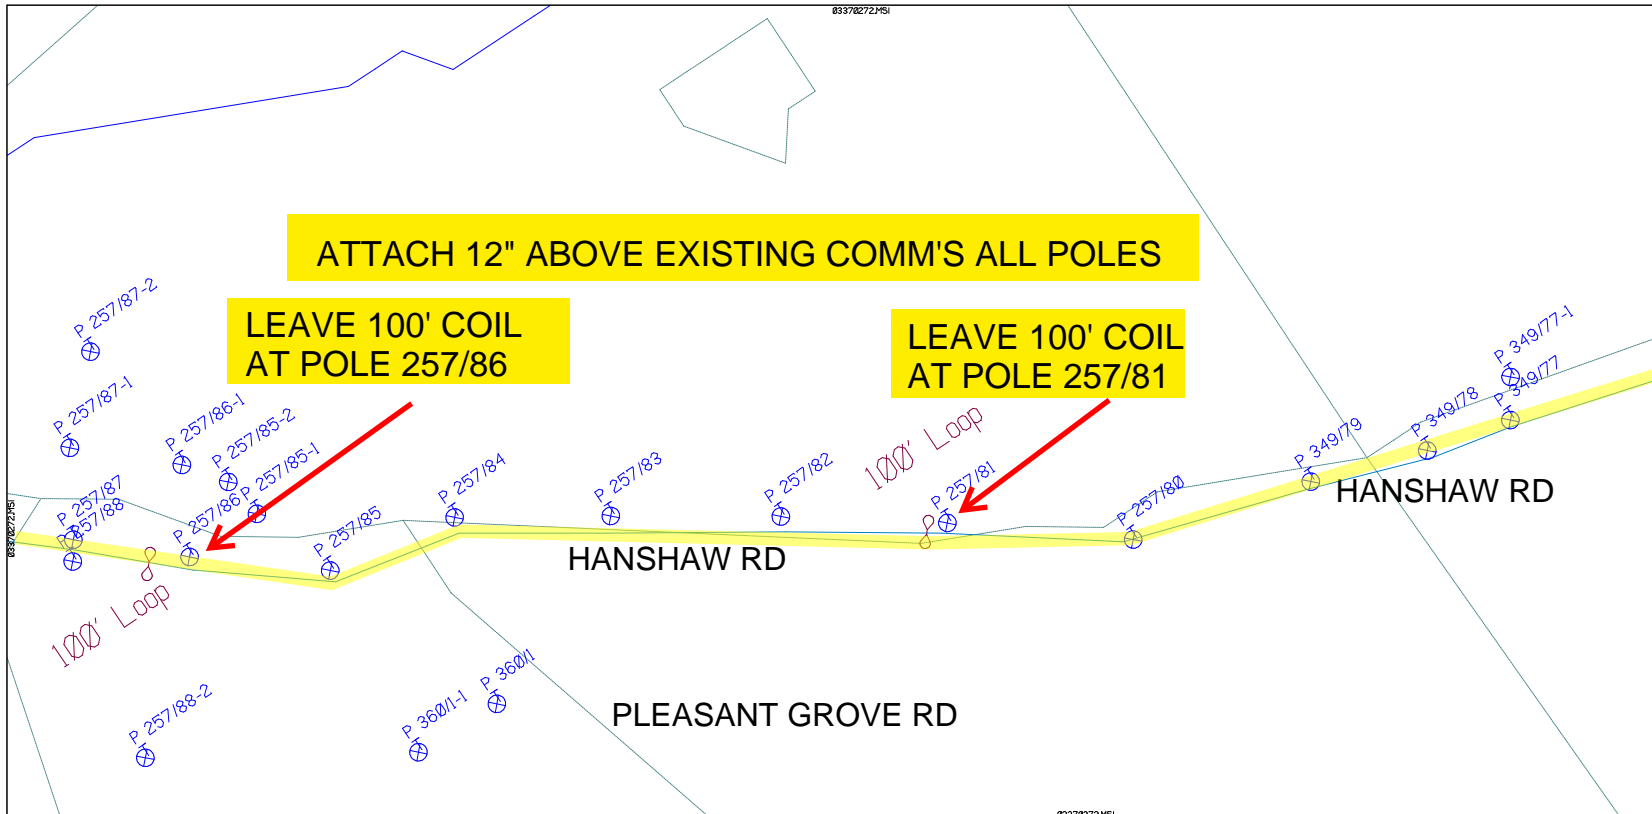 03370272.MSI
ATTACH 12" ABOVE EXISTING COMM'S ALL POLES
P 257/87-2
LEAVE 100' COIL
AT POLE 257/86
LEAVE 100' COIL
AT POLE 257/81
P 349/77-1
P 349/77
P 349/78
P 349/79
P 257/87-1
P 257/86-1
P 257/85-2
P 257/85-1
P 257/84
P 257/83
P 257/82
100' Loop
P 257/81
P 257/80
HANSHAW RD
03370272.MSI
P 257/87
P 257/88
P 257/86
P 257/85
HANSHAW RD
100' Loop
P 257/88-2
P 360/1-1
P 360/1
PLEASANT GROVE RD